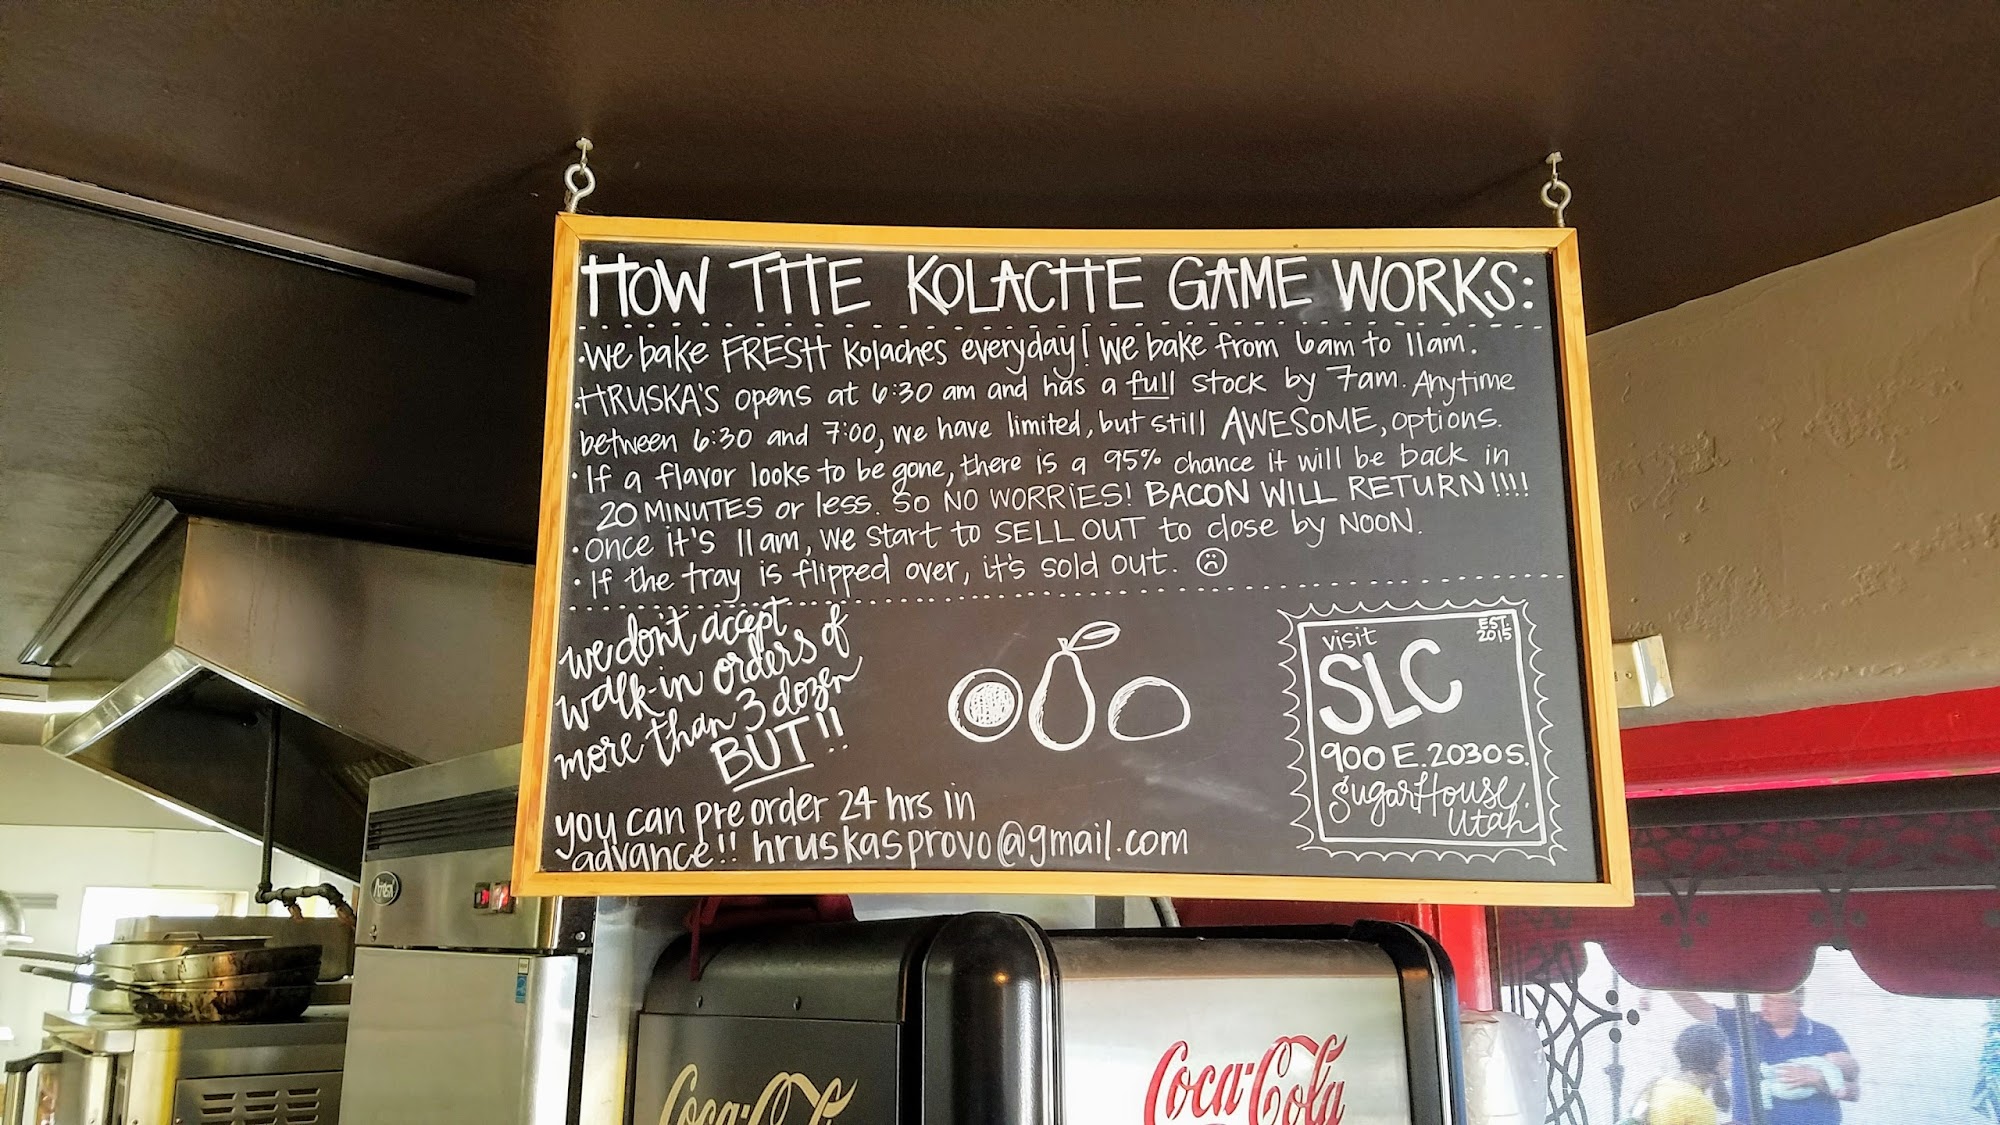 HOW THE KOLACHE GAME WORKS:
• We bake FRESH kolaches everyday! We bake from 6am to 11am.
• HRUSKA'S opens at 6:30 am and has a full stock by 7am. Anytime
between 6:30 and 7:00, we have limited, but still AWESOME, options.
• If a flavor looks to be gone, there is a 95% chance it will be back in
20 MINUTES or less. SO NO WORRIES! BACON WILL RETURN!!!!
• Once it's 11am, we start to SELL OUT to close by NOON.
• If the tray is flipped over, it's sold out. ☹
we don't accept
walk-in orders of
more than 3 dozen
BUT!!
you can pre order 24 hrs in
advance!! hruskasprovo@gmail.com
visit
EST.
2015
SLC
900 E. 2030 S.
SugarHouse,
Utah
Coca-Cola
Coca-Cola